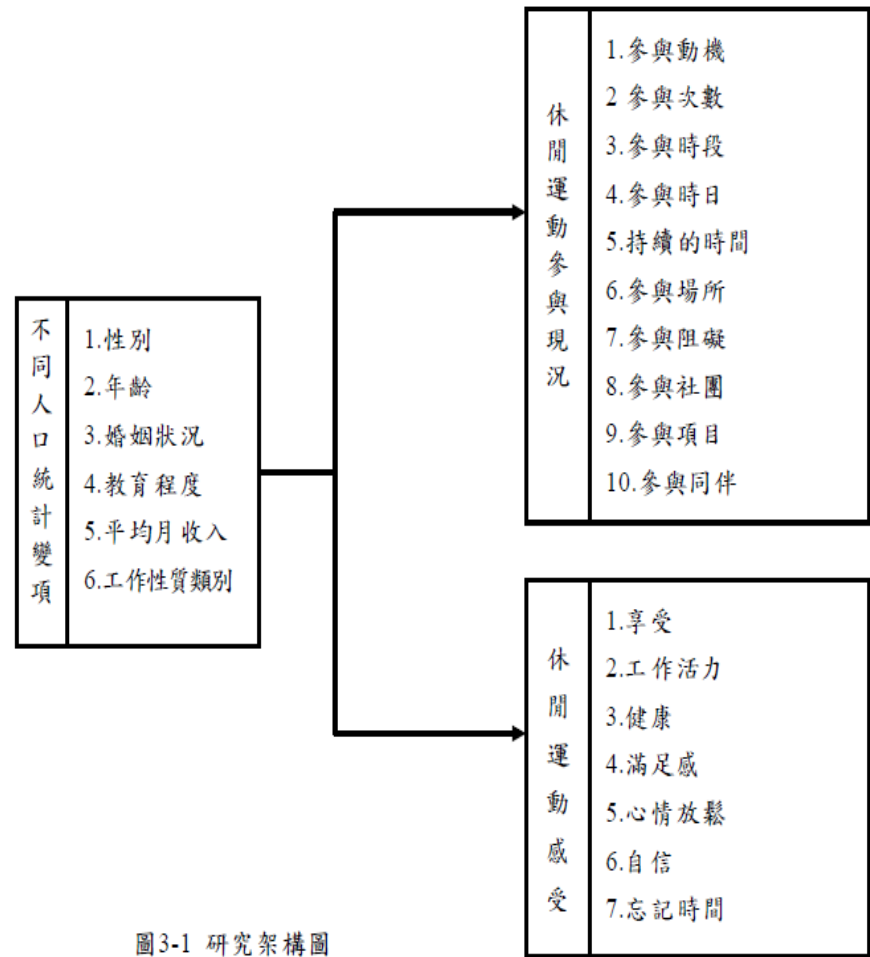 不同人口統計變項
1.性別
2.年齡
3.婚姻狀況
4.教育程度
5.平均月收入
6.工作性質類別
休閒運動參與現況
1.參與動機
2 參與次數
3.參與時段
4.參與時日
5.持續的時間
6.參與場所
7.參與阻礙
8.參與社團
9.參與項目
10.參與同伴
休閒運動感受
1.享受
2.工作活力
3.健康
4.滿足感
5.心情放鬆
6.自信
7.忘記時間
圖3-1 研究架構圖